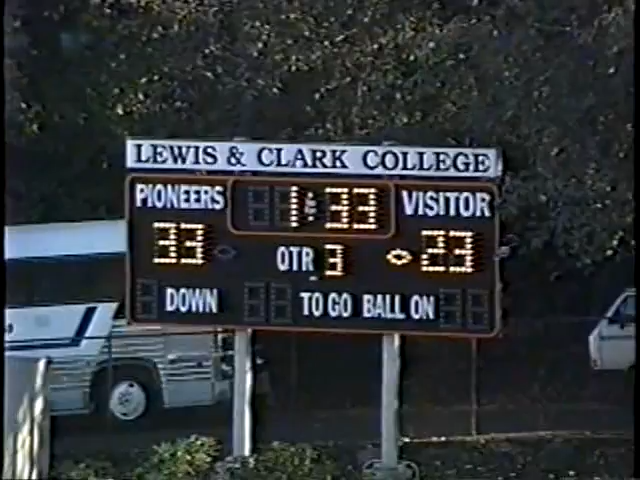 LEWIS & CLARK COLLEGE
PIONEERS 1:33 VISITOR
33 QTR 3 23
DOWN TO GO BALL ON